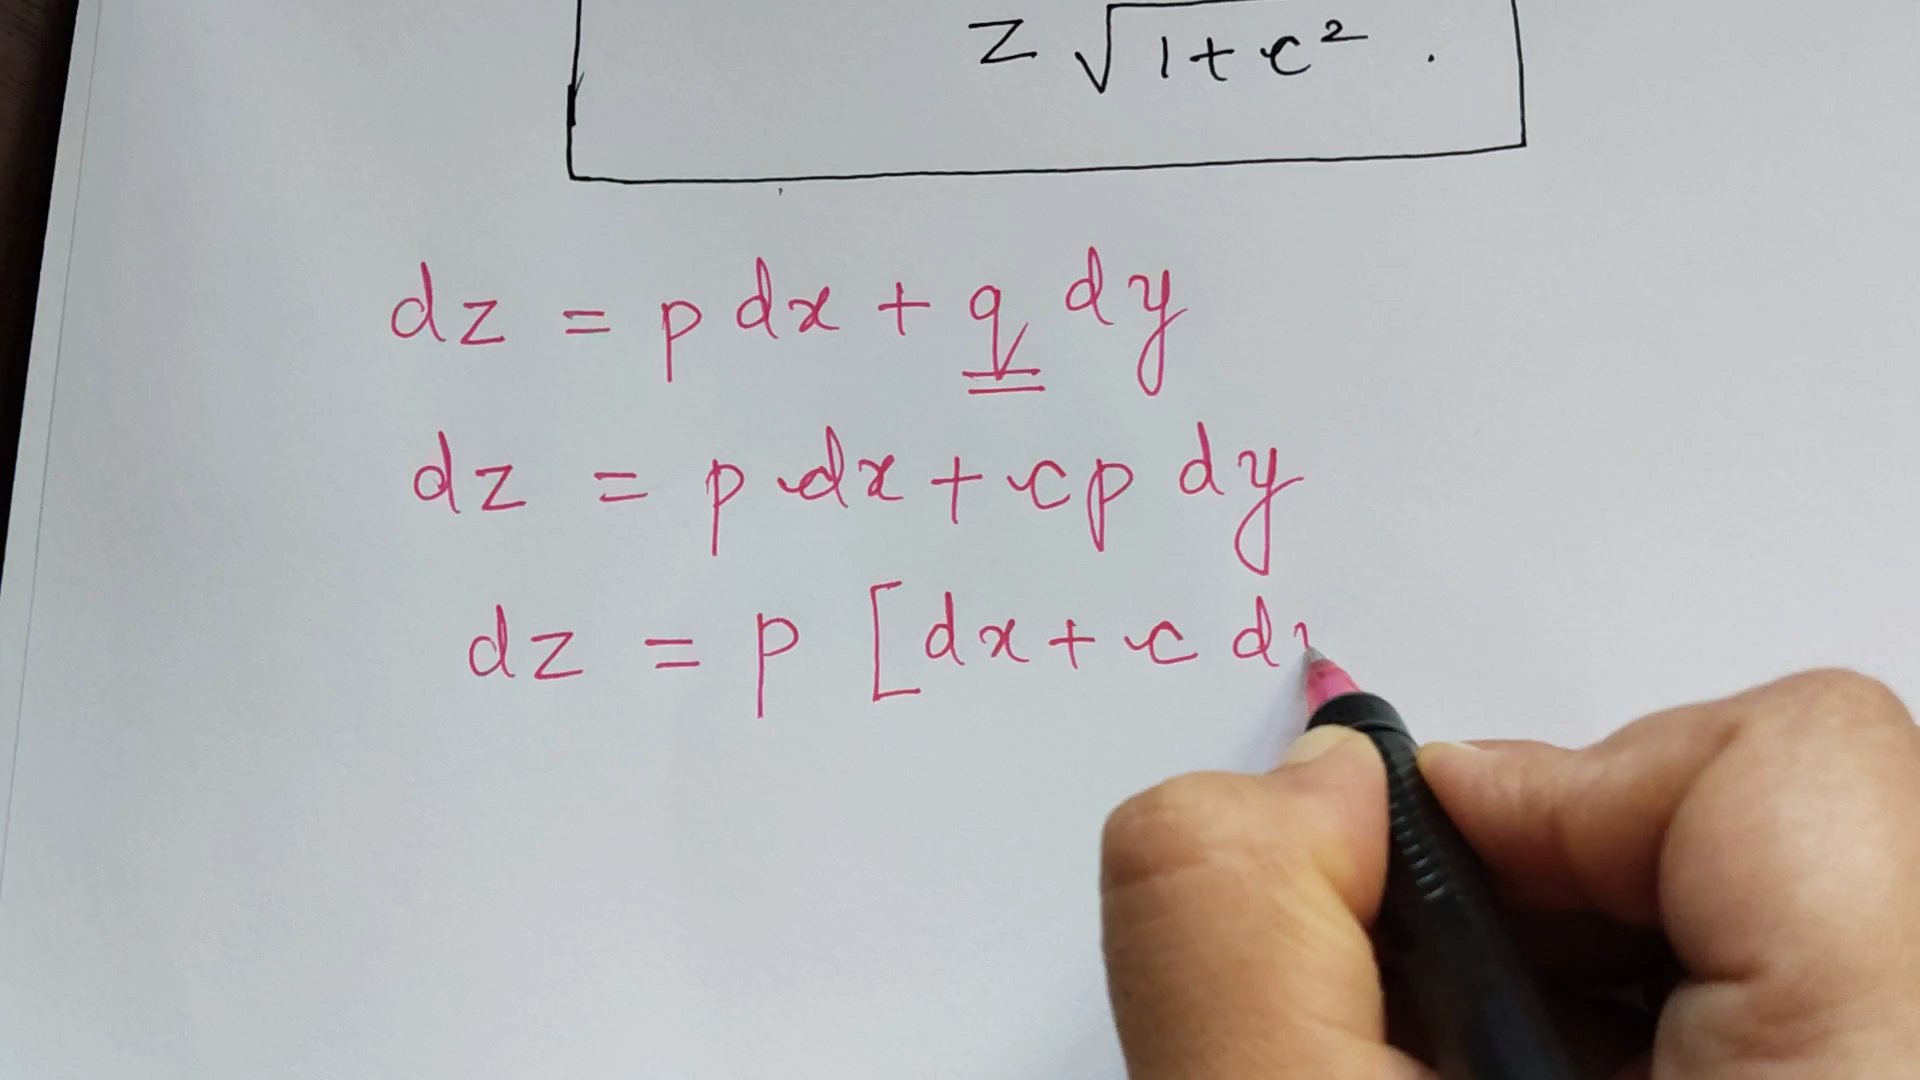 z √1+c² .
dz = p dx + q dy
dz = p dx + cp dy
dz = p [dx + c d